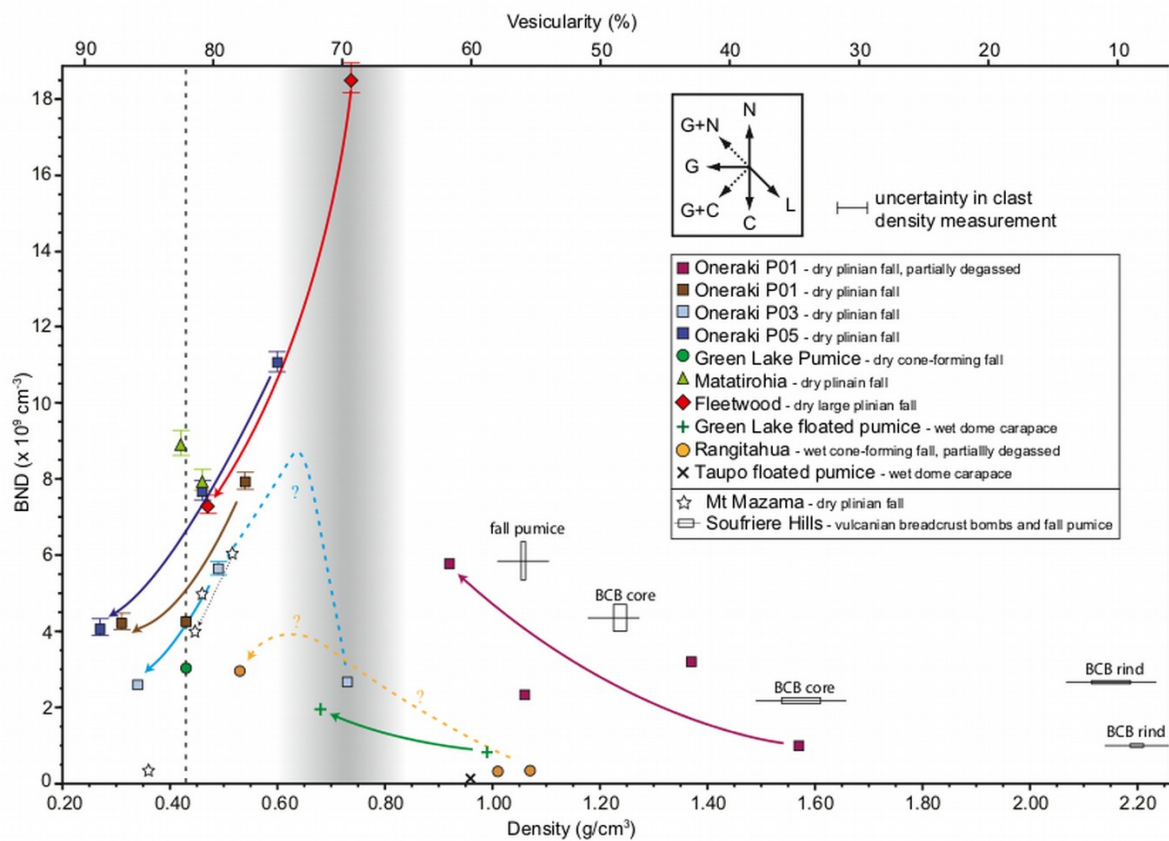 Vesicularity (%)
90 80 70 60 50 40 30 20 10
BND (x 10⁹ cm⁻³)
18
16
14
12
10
8
6
4
2
0
N
G+N
G
G+C
C
L
uncertainty in clast
density measurement
Oneraki P01 - dry plinian fall, partially degassed
Oneraki P01 - dry plinian fall
Oneraki P03 - dry plinian fall
Oneraki P05 - dry plinian fall
Green Lake Pumice - dry cone-forming fall
Matatirohia - dry plinain fall
Fleetwood - dry large plinian fall
Green Lake floated pumice - wet dome carapace
Rangitahua - wet cone-forming fall, partiallly degassed
Taupo floated pumice - wet dome carapace
Mt Mazama - dry plinian fall
Soufriere Hills - vulcanian breadcrust bombs and fall pumice
?
fall pumice
BCB core
?
?
BCB core
BCB rind
BCB rind
0.20 0.40 0.60 0.80 1.00 1.20 1.40 1.60 1.80 2.00 2.20
Density (g/cm³)